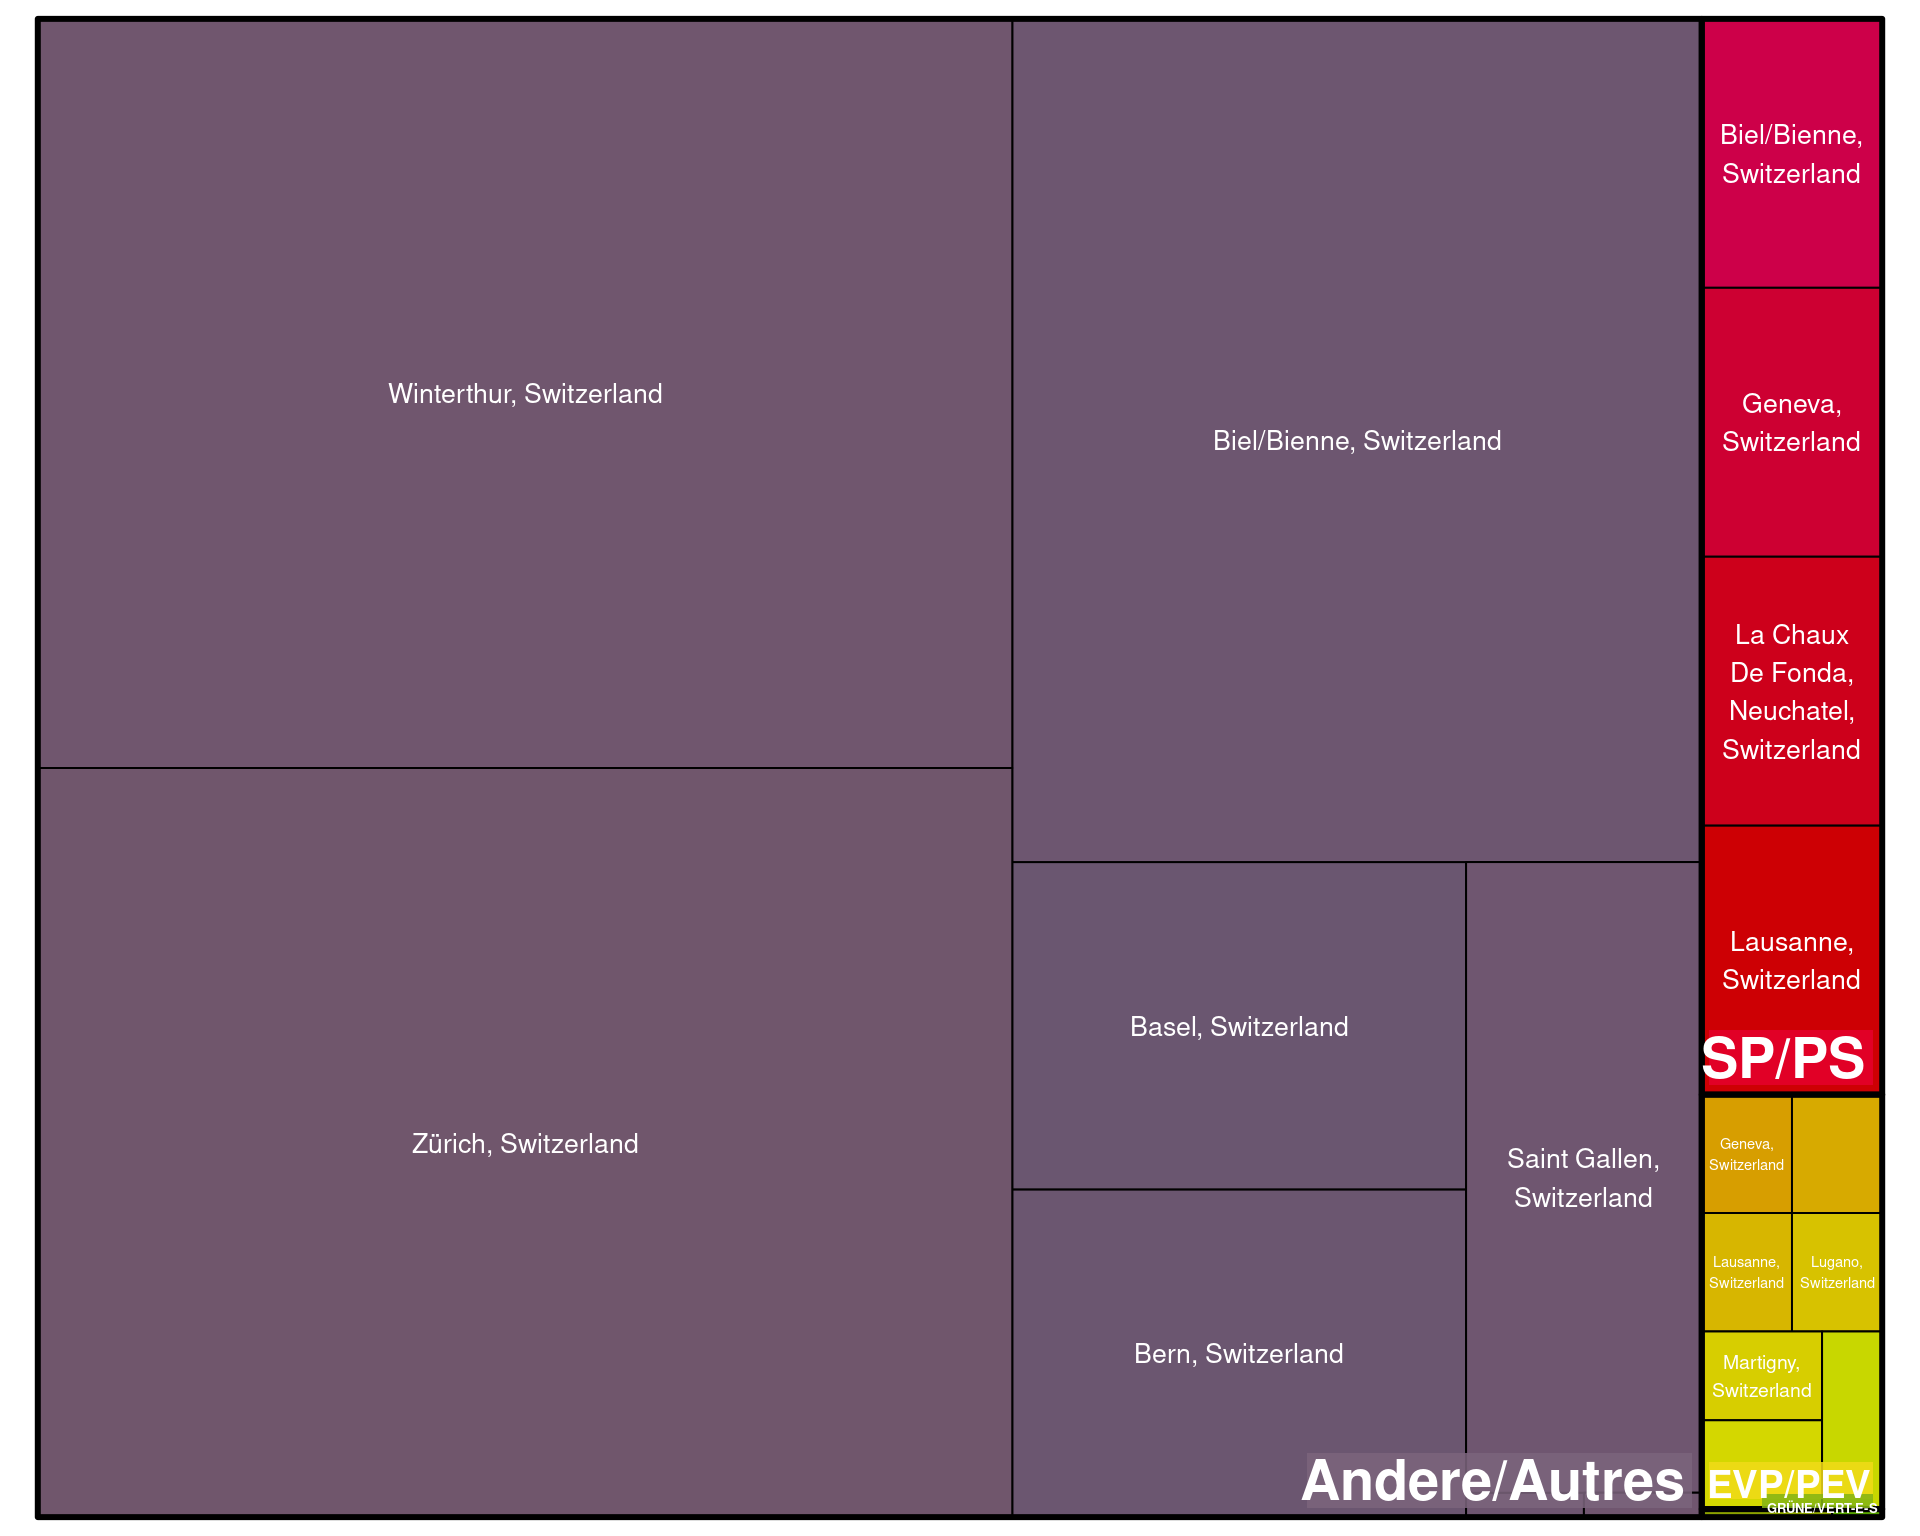 Winterthur, Switzerland
Zürich, Switzerland
Biel/Bienne, Switzerland
Basel, Switzerland
Bern, Switzerland
Saint Gallen,
Switzerland
Andere/Autres
Biel/Bienne,
Switzerland
Geneva,
Switzerland
La Chaux
De Fonda,
Neuchatel,
Switzerland
Lausanne,
Switzerland
SP/PS
Geneva,
Switzerland
Lausanne,
Switzerland
Lugano,
Switzerland
Martigny,
Switzerland
EVP/PEV
GRÜNE/VERT-E-S